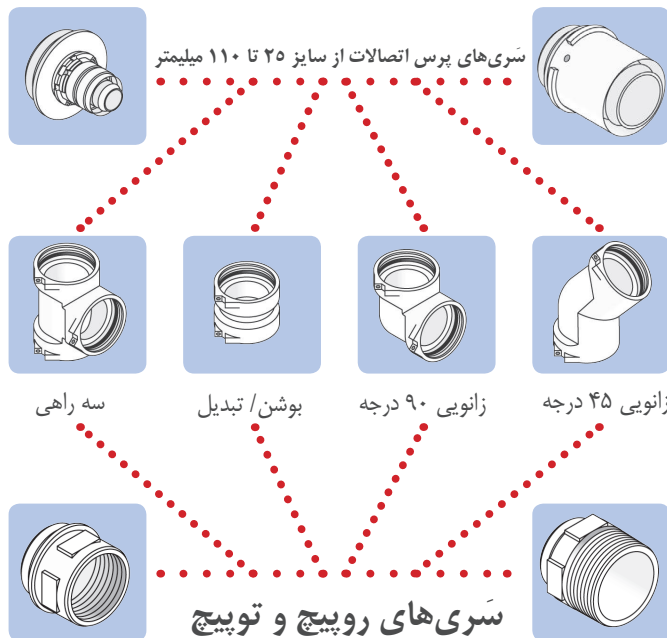 سَری‌های پرس اتصالات از سایز ۲۵ تا ۱۱۰ میلیمتر
زانویی ۴۵ درجه
زانویی ۹۰ درجه
بوشن/ تبدیل
سه راهی
سَری‌های روپیچ و توپیچ